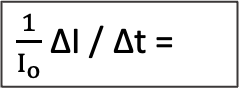 1/I₀ ΔI / Δt =